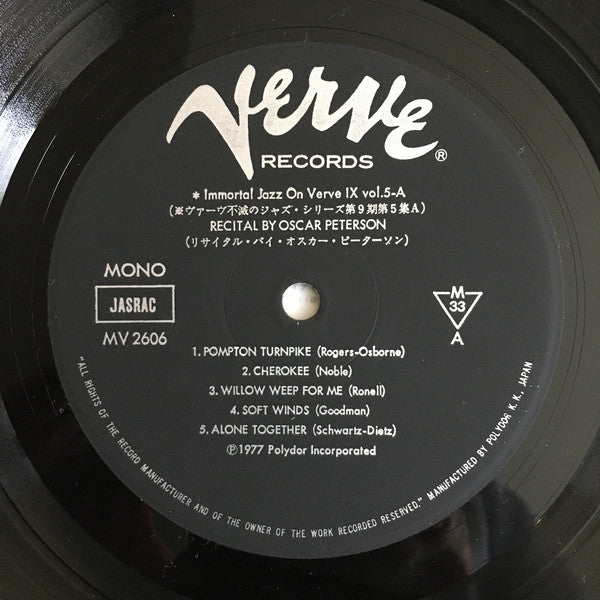 VERVE
RECORDS ®
* Immortal Jazz On Verve IX vol.5-A
(※ヴァーヴ不滅のジャズ・シリーズ第9期第5集A)
RECITAL BY OSCAR PETERSON
(リサイタル・バイ・オスカー・ピーターソン)
MONO
JASRAC
MV 2606
M
33
A
1. POMPTON TURNPIKE (Rogers-Osborne)
2. CHEROKEE (Noble)
3. WILLOW WEEP FOR ME (Ronell)
4. SOFT WINDS (Goodman)
5. ALONE TOGETHER (Schwartz-Dietz)
Ⓟ1977 Polydor Incorporated
"ALL RIGHTS OF THE RECORD MANUFACTURER AND OF THE OWNER OF THE WORK RECORDED RESERVED." MANUFACTURED BY POLYDOR K.K. JAPAN